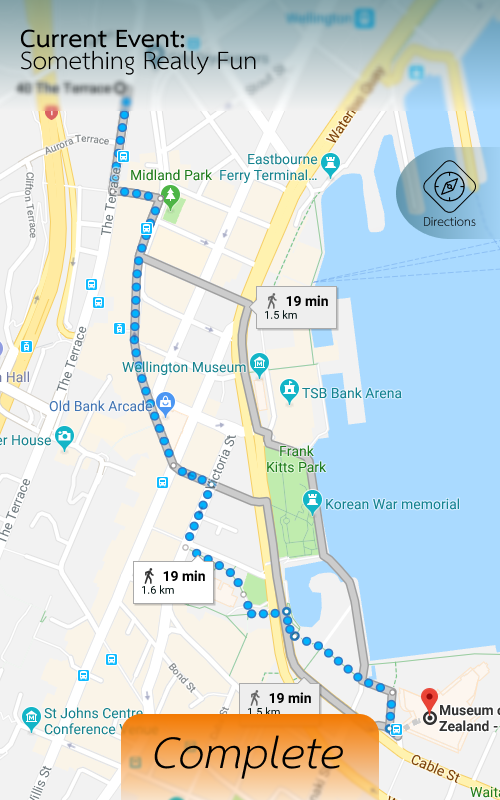 Wellington
Current Event:
Something Really Fun
40 The Terrace
Waterloo Quay
Aurora Terrace
Eastbourne
Ferry Terminal...
Midland Park
Clifton Terrace
The Terrace
Directions
19 min
1.5 km
Wellington Museum
The Terrace
TSB Bank Arena
Hall
Old Bank Arcade
er House
Victoria St
Frank
Kitts Park
The Terrace
Korean War memorial
19 min
1.6 km
Bond St
19 min
1.5 km
Museum o
Zealand -
St Johns Centre
Conference
Complete
Cable St
Willis St
Waita